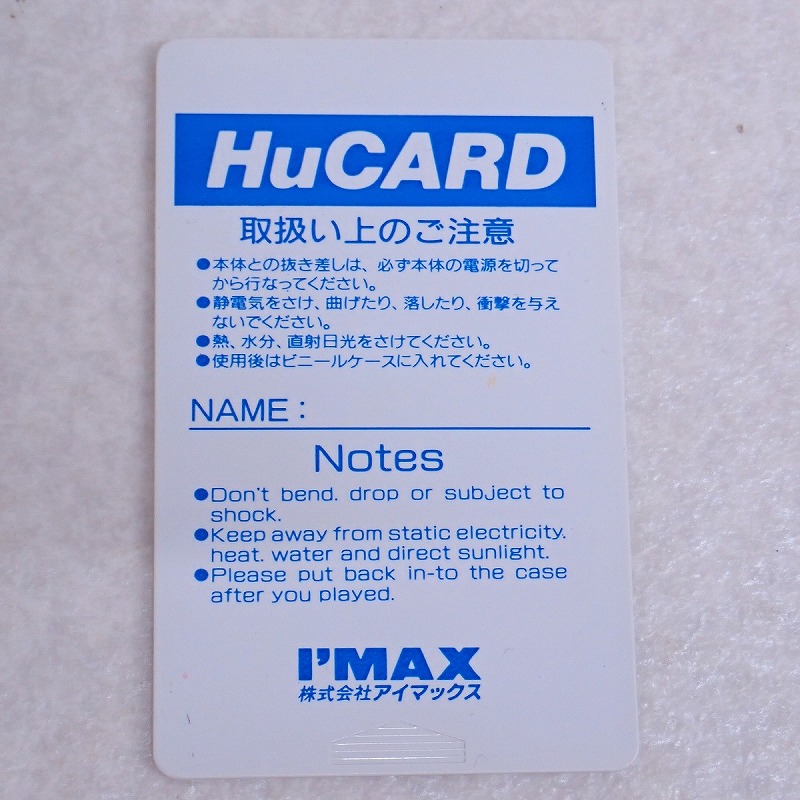 HuCARD
取扱い上のご注意
●本体との抜き差しは、必ず本体の電源を切って
から行なってください。
●静電気をさけ、曲げたり、落したり、衝撃を与え
ないでください。
●熱、水分、直射日光をさけてください。
●使用後はビニールケースに入れてください。
NAME：
Notes
●Don't bend. drop or subject to
shock.
●Keep away from static electricity.
heat. water and direct sunlight.
●Please put back in-to the case
after you played.
I'MAX
株式会社アイマックス